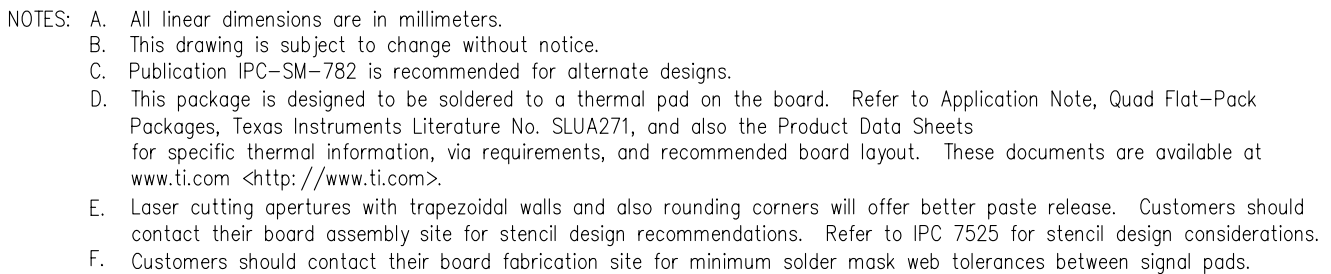 NOTES: A. All linear dimensions are in millimeters.
B. This drawing is subject to change without notice.
C. Publication IPC-SM-782 is recommended for alternate designs.
D. This package is designed to be soldered to a thermal pad on the board. Refer to Application Note, Quad Flat-Pack
Packages, Texas Instruments Literature No. SLUA271, and also the Product Data Sheets
for specific thermal information, via requirements, and recommended board layout. These documents are available at
www.ti.com <http://www.ti.com>.
E. Laser cutting apertures with trapezoidal walls and also rounding corners will offer better paste release. Customers should
contact their board assembly site for stencil design recommendations. Refer to IPC 7525 for stencil design considerations.
F. Customers should contact their board fabrication site for minimum solder mask web tolerances between signal pads.